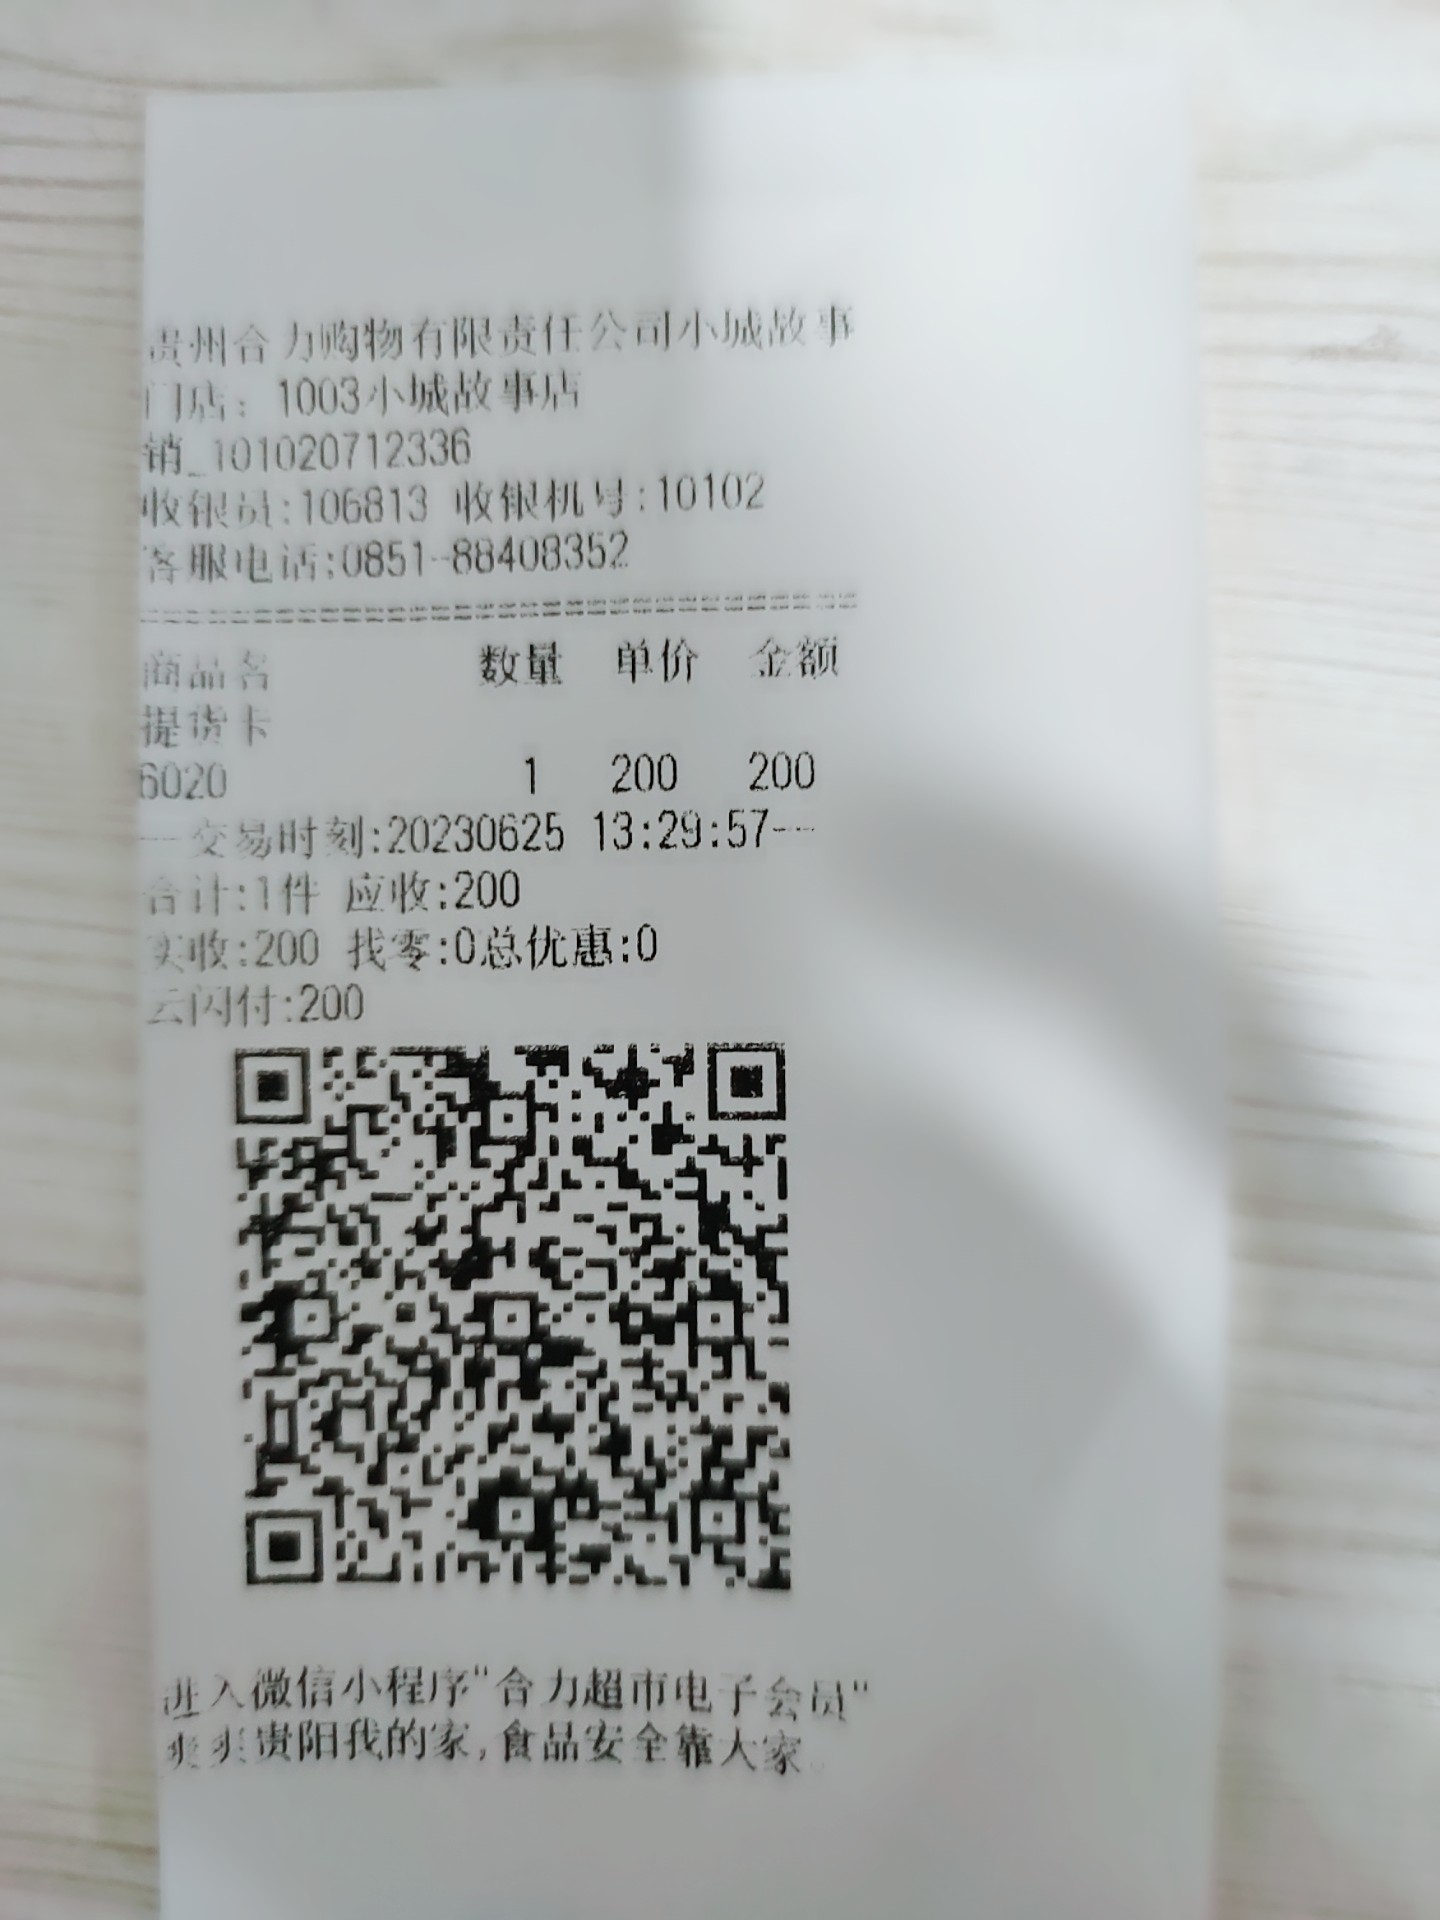 贵州合力购物有限责任公司小城故事
门店：1003小城故事店
销_101020712336
收银员:106813 收银机号:10102
客服电话:0851-88408352
商品名 数量 单价 金额
提货卡
6020 1 200 200
---交易时刻:20230625 13:29:57---
合计:1件 应收:200
实收:200 找零:0总优惠:0
云闪付:200
进入微信小程序"合力超市电子会员"
爽爽贵阳我的家,食品安全靠大家。